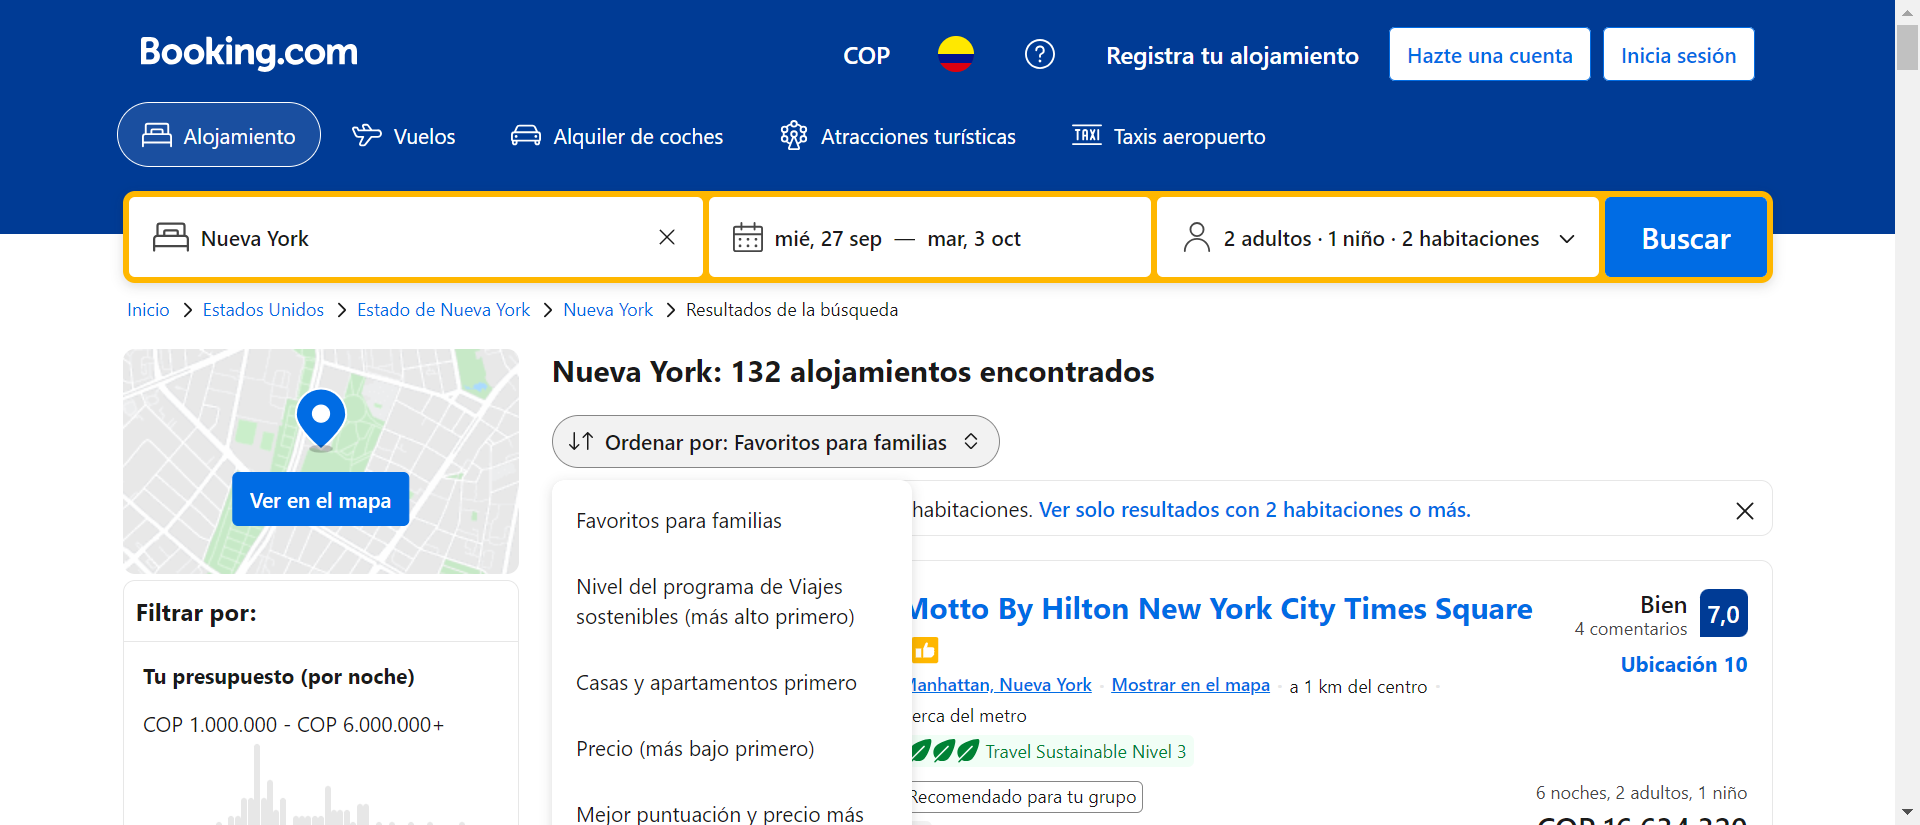 Booking.com
COP
Registra tu alojamiento
Hazte una cuenta
Inicia sesión
Alojamiento
Vuelos
Alquiler de coches
Atracciones turísticas
TAXI
Taxis aeropuerto
Nueva York
mié, 27 sep — mar, 3 oct
2 adultos · 1 niño · 2 habitaciones
Buscar
Inicio
Estados Unidos
Estado de Nueva York
Nueva York
Resultados de la búsqueda
Ver en el mapa
Filtrar por:
Tu presupuesto (por noche)
COP 1.000.000 - COP 6.000.000+
Nueva York: 132 alojamientos encontrados
Ordenar por: Favoritos para familias
Favoritos para familias
Nivel del programa de Viajes
sostenibles (más alto primero)
Casas y apartamentos primero
Precio (más bajo primero)
Mejor puntuación y precio más
habitaciones. Ver solo resultados con 2 habitaciones o más.
Motto By Hilton New York City Times Square
Bien
4 comentarios
7,0
Ubicación 10
Manhattan, Nueva York
Mostrar en el mapa
a 1 km del centro
erca del metro
Travel Sustainable Nivel 3
Recomendado para tu grupo
6 noches, 2 adultos, 1 niño